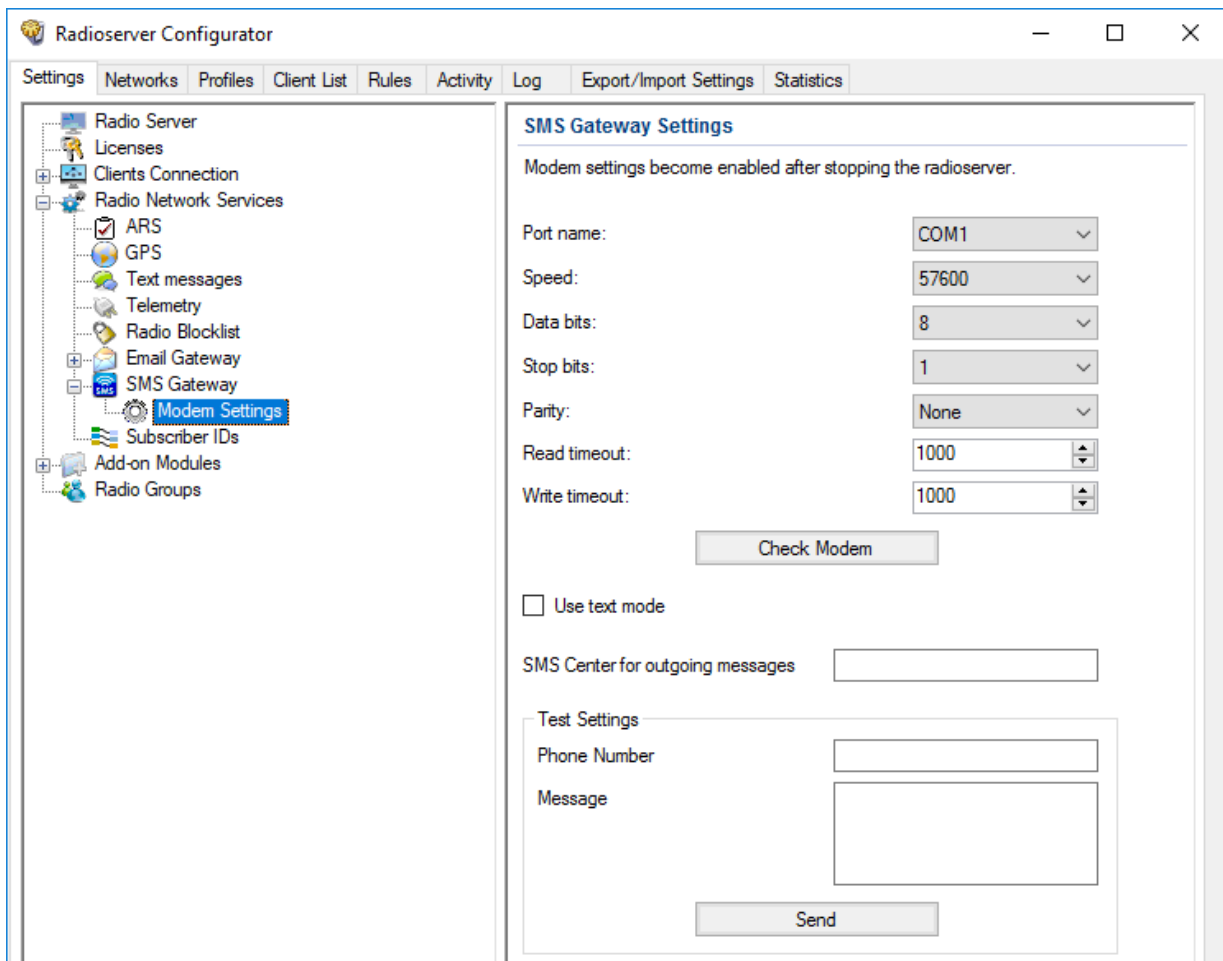 Radioserver Configurator
Settings Networks Profiles Client List Rules Activity Log Export/Import Settings Statistics
Radio Server
Licenses
Clients Connection
Radio Network Services
ARS
GPS
Text messages
Telemetry
Radio Blocklist
Email Gateway
SMS Gateway
Modem Settings
Subscriber IDs
Add-on Modules
Radio Groups
SMS Gateway Settings
Modem settings become enabled after stopping the radioserver.
Port name: COM1
Speed: 57600
Data bits: 8
Stop bits: 1
Parity: None
Read timeout: 1000
Write timeout: 1000
Check Modem
Use text mode
SMS Center for outgoing messages
Test Settings
Phone Number
Message
Send